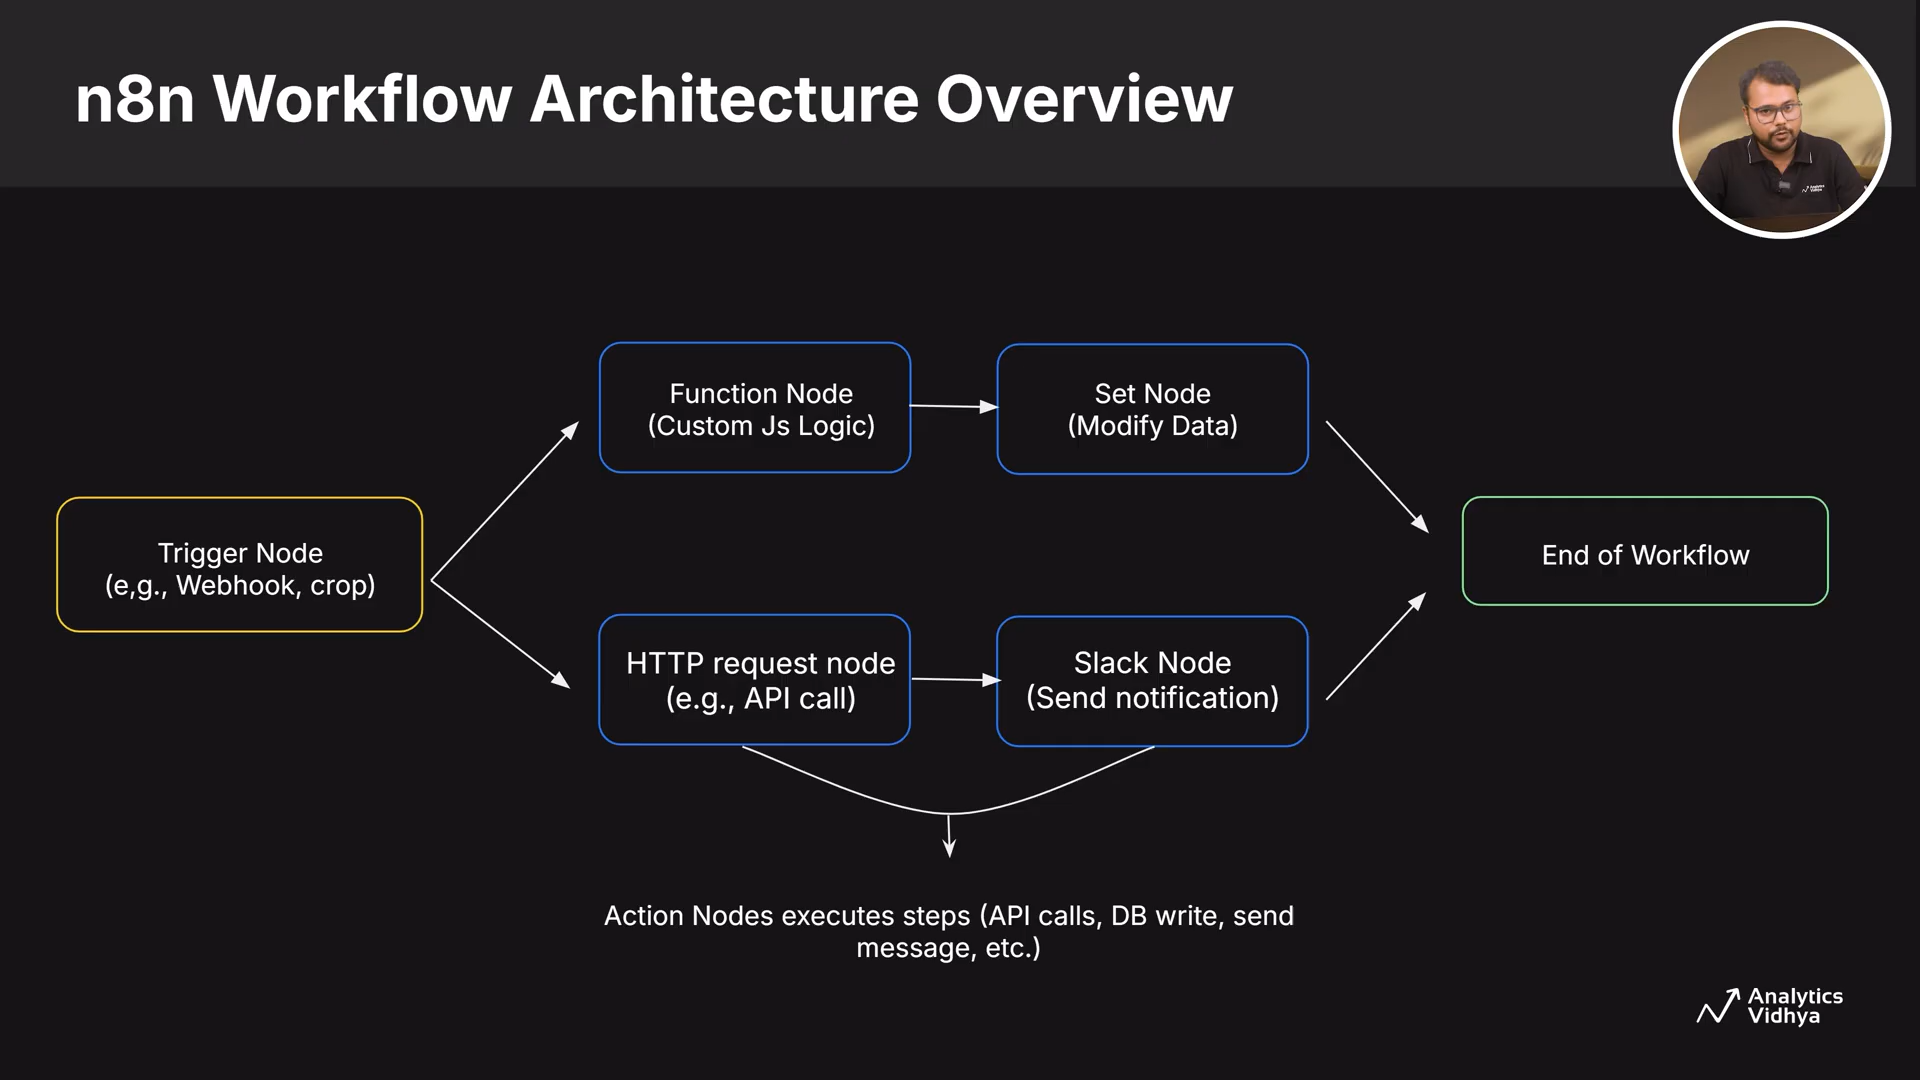 n8n Workflow Architecture Overview
Function Node
(Custom Js Logic)
Set Node
(Modify Data)
Trigger Node
(e,g., Webhook, crop)
End of Workflow
HTTP request node
(e.g., API call)
Slack Node
(Send notification)
Action Nodes executes steps (API calls, DB write, send
message, etc.)
Analytics
Vidhya
Analytics
Vidhya